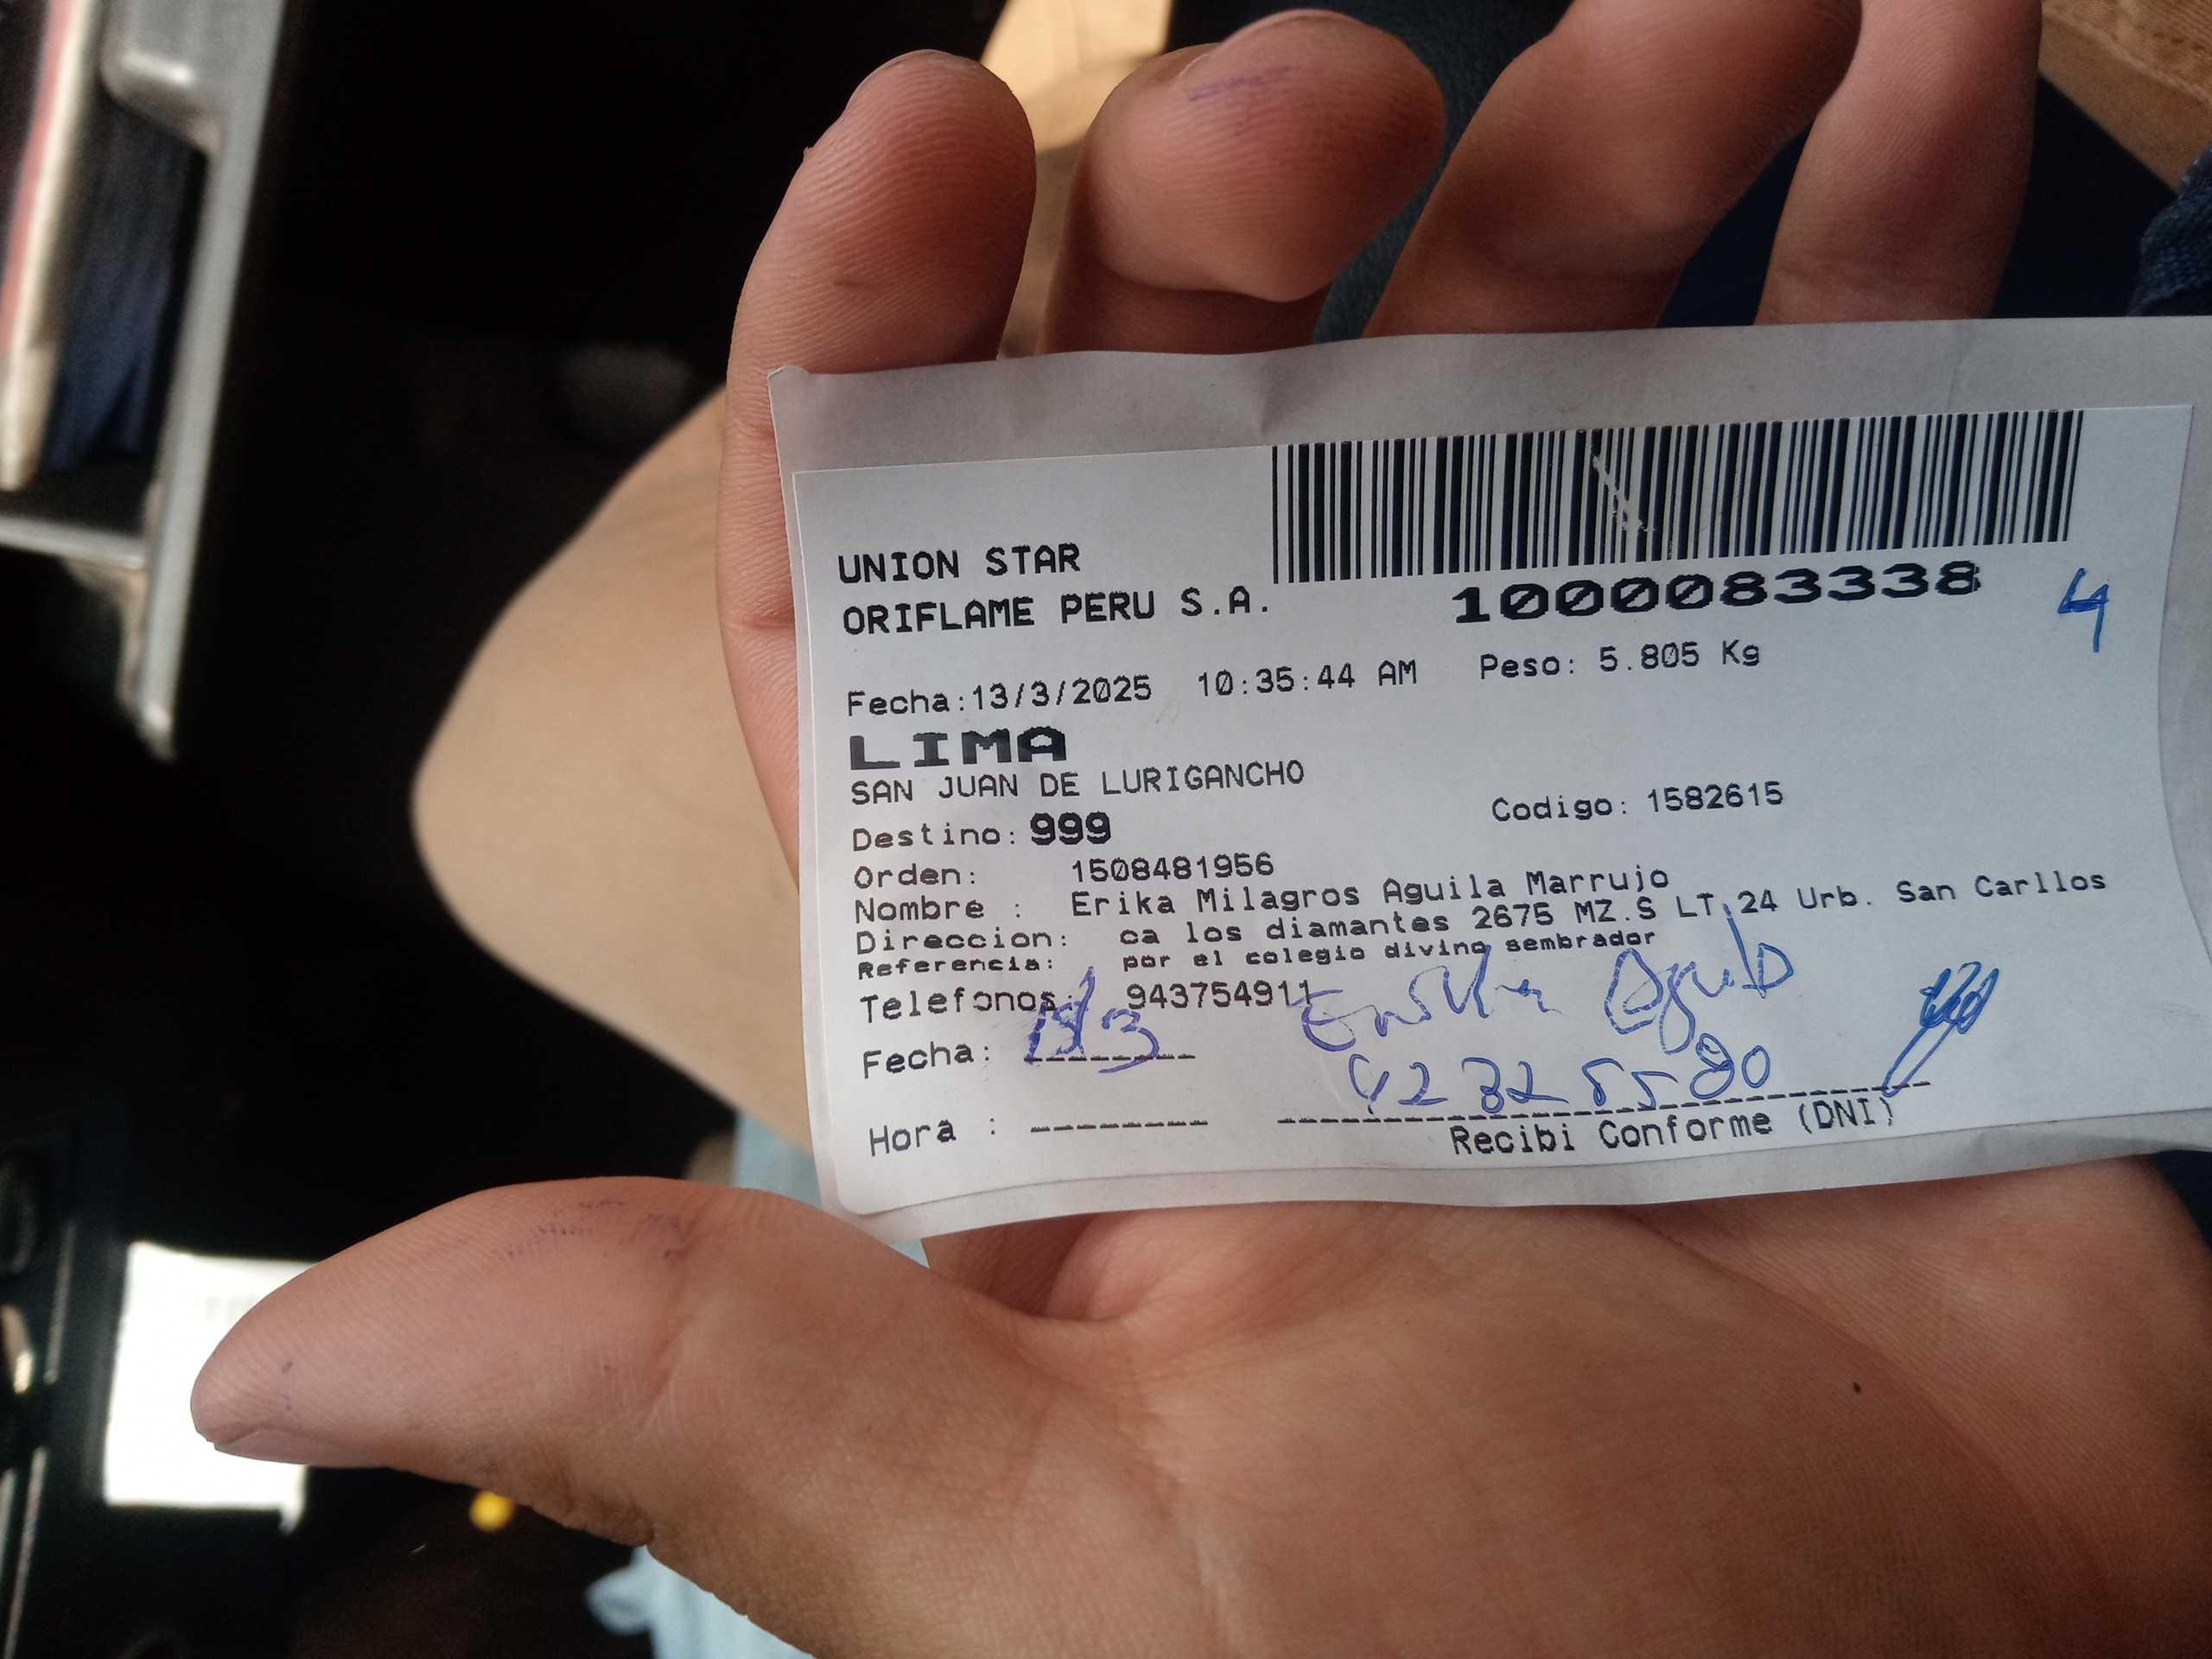 UNION STAR
ORIFLAME PERU S.A.
1000083338
4
Fecha:13/3/2025 10:35:44 AM Peso: 5.805 Kg
LIMA
SAN JUAN DE LURIGANCHO
Destino: 999 Codigo: 1582615
Orden: 1508481956
Nombre : Erika Milagros Aguila Marrujo
Direccion: ca los diamantes 2675 MZ.S LT.24 Urb. San Carllos
Referencia: por el colegio divino sembrador
Telefonos: 943754911
Fecha:
Hora :
Recibi Conforme (DNI)